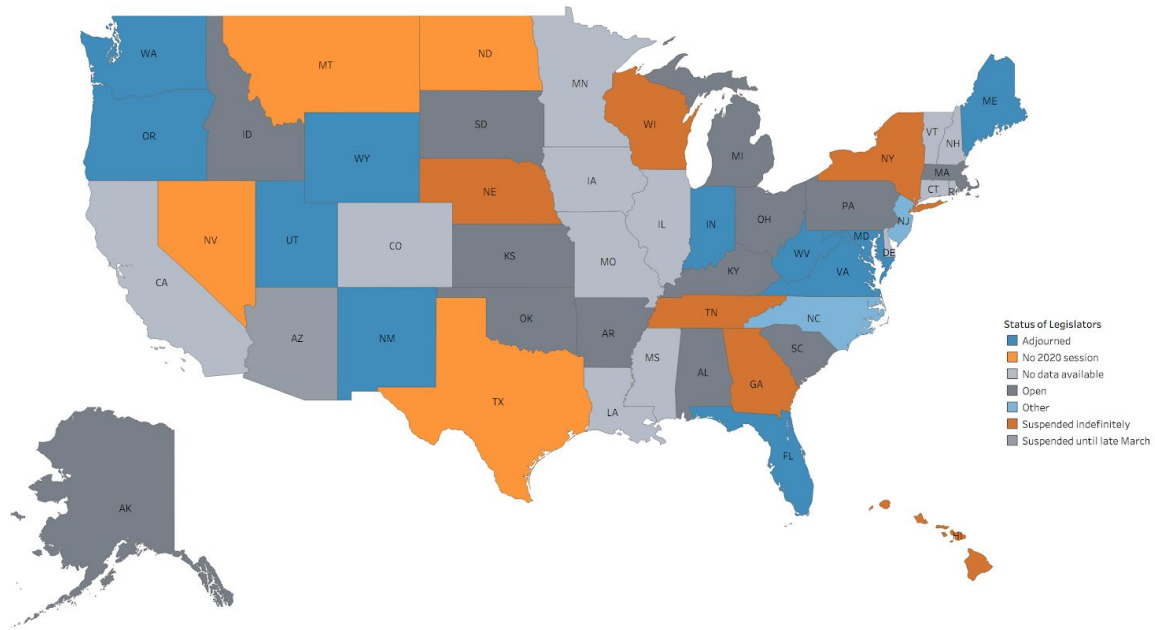 WA
MT
ND
MN
ME
OR
ID
SD
WI
VT
NH
WY
MI
NY
MA
NE
IA
CT
RI
NV
UT
CO
IL
IN
OH
PA
NJ
CA
KS
MO
KY
WV
MD
DE
VA
AZ
NM
OK
AR
TN
NC
TX
LA
MS
AL
GA
SC
FL
AK
HI
Status of Legislators
Adjourned
No 2020 session
No data available
Open
Other
Suspended indefinitely
Suspended until late March